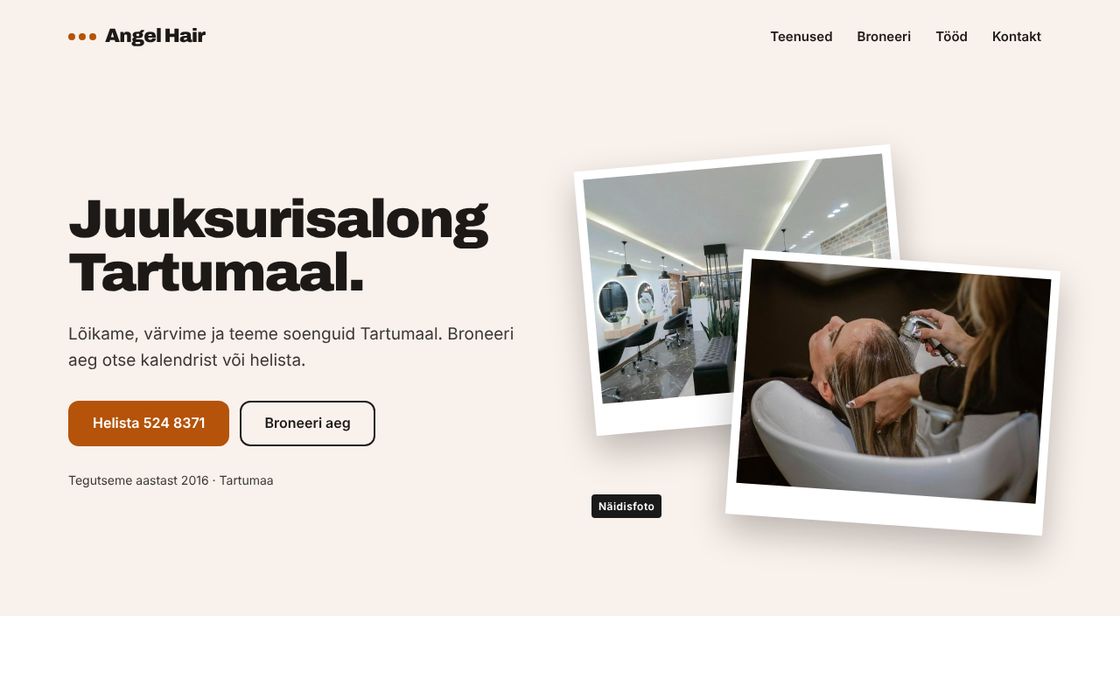 Angel Hair
Teenused Broneeri Tööd Kontakt
Juuksurisalong
Tartumaal.
Lõikame, värvime ja teeme soenguid Tartumaal. Broneeri
aeg otse kalendrist või helista.
Helista 524 8371
Broneeri aeg
Tegutseme aastast 2016 · Tartumaa
Näidisfoto